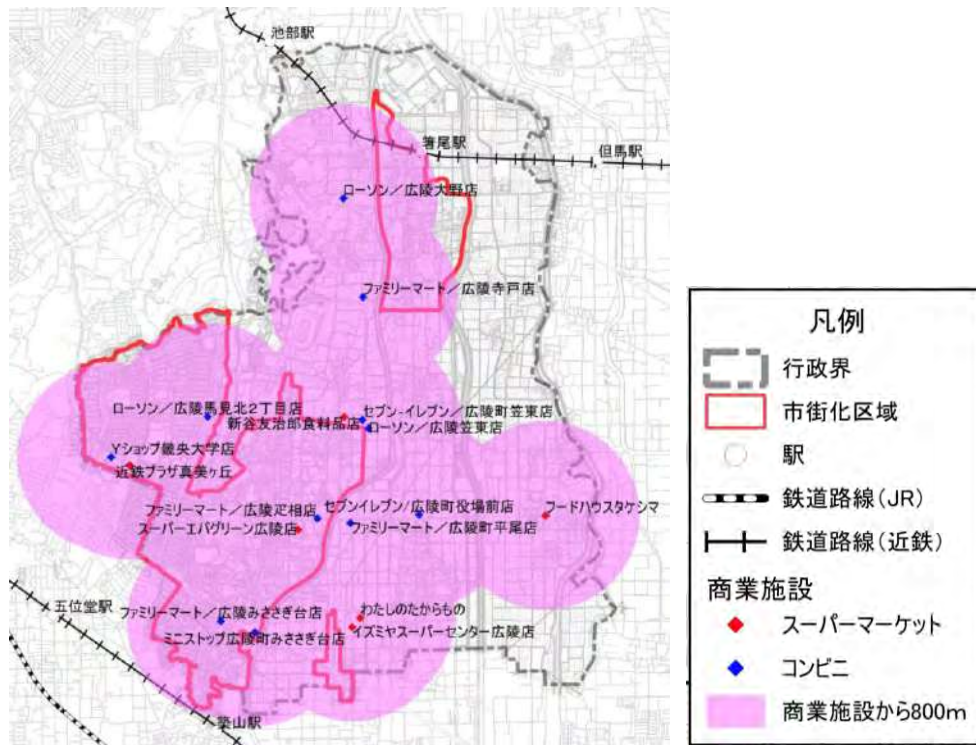 池部駅
箸尾駅
但馬駅
ローソン／広陵大野店
ファミリーマート／広陵寺戸店
ローソン／広陵馬見北2丁目店
セブン-イレブン／広陵町笠東店
新谷友治郎食料品店
ローソン／広陵笠東店
Yショップ畿央大学店
近鉄プラザ真美ヶ丘
ファミリーマート／広陵疋相店
セブンイレブン/広陵町役場前店
フードハウスタケシマ
スーパーエバグリーン広陵店
ファミリーマート／広陵町平尾店
五位堂駅
ファミリーマート／広陵みささぎ台店
わたしのたからもの
ミニストップ広陵町みささぎ台店
イズミヤスーパーセンター広陵店
築山駅
凡例
行政界
市街化区域
駅
鉄道路線(JR)
鉄道路線(近鉄)
商業施設
スーパーマーケット
コンビニ
商業施設から800m